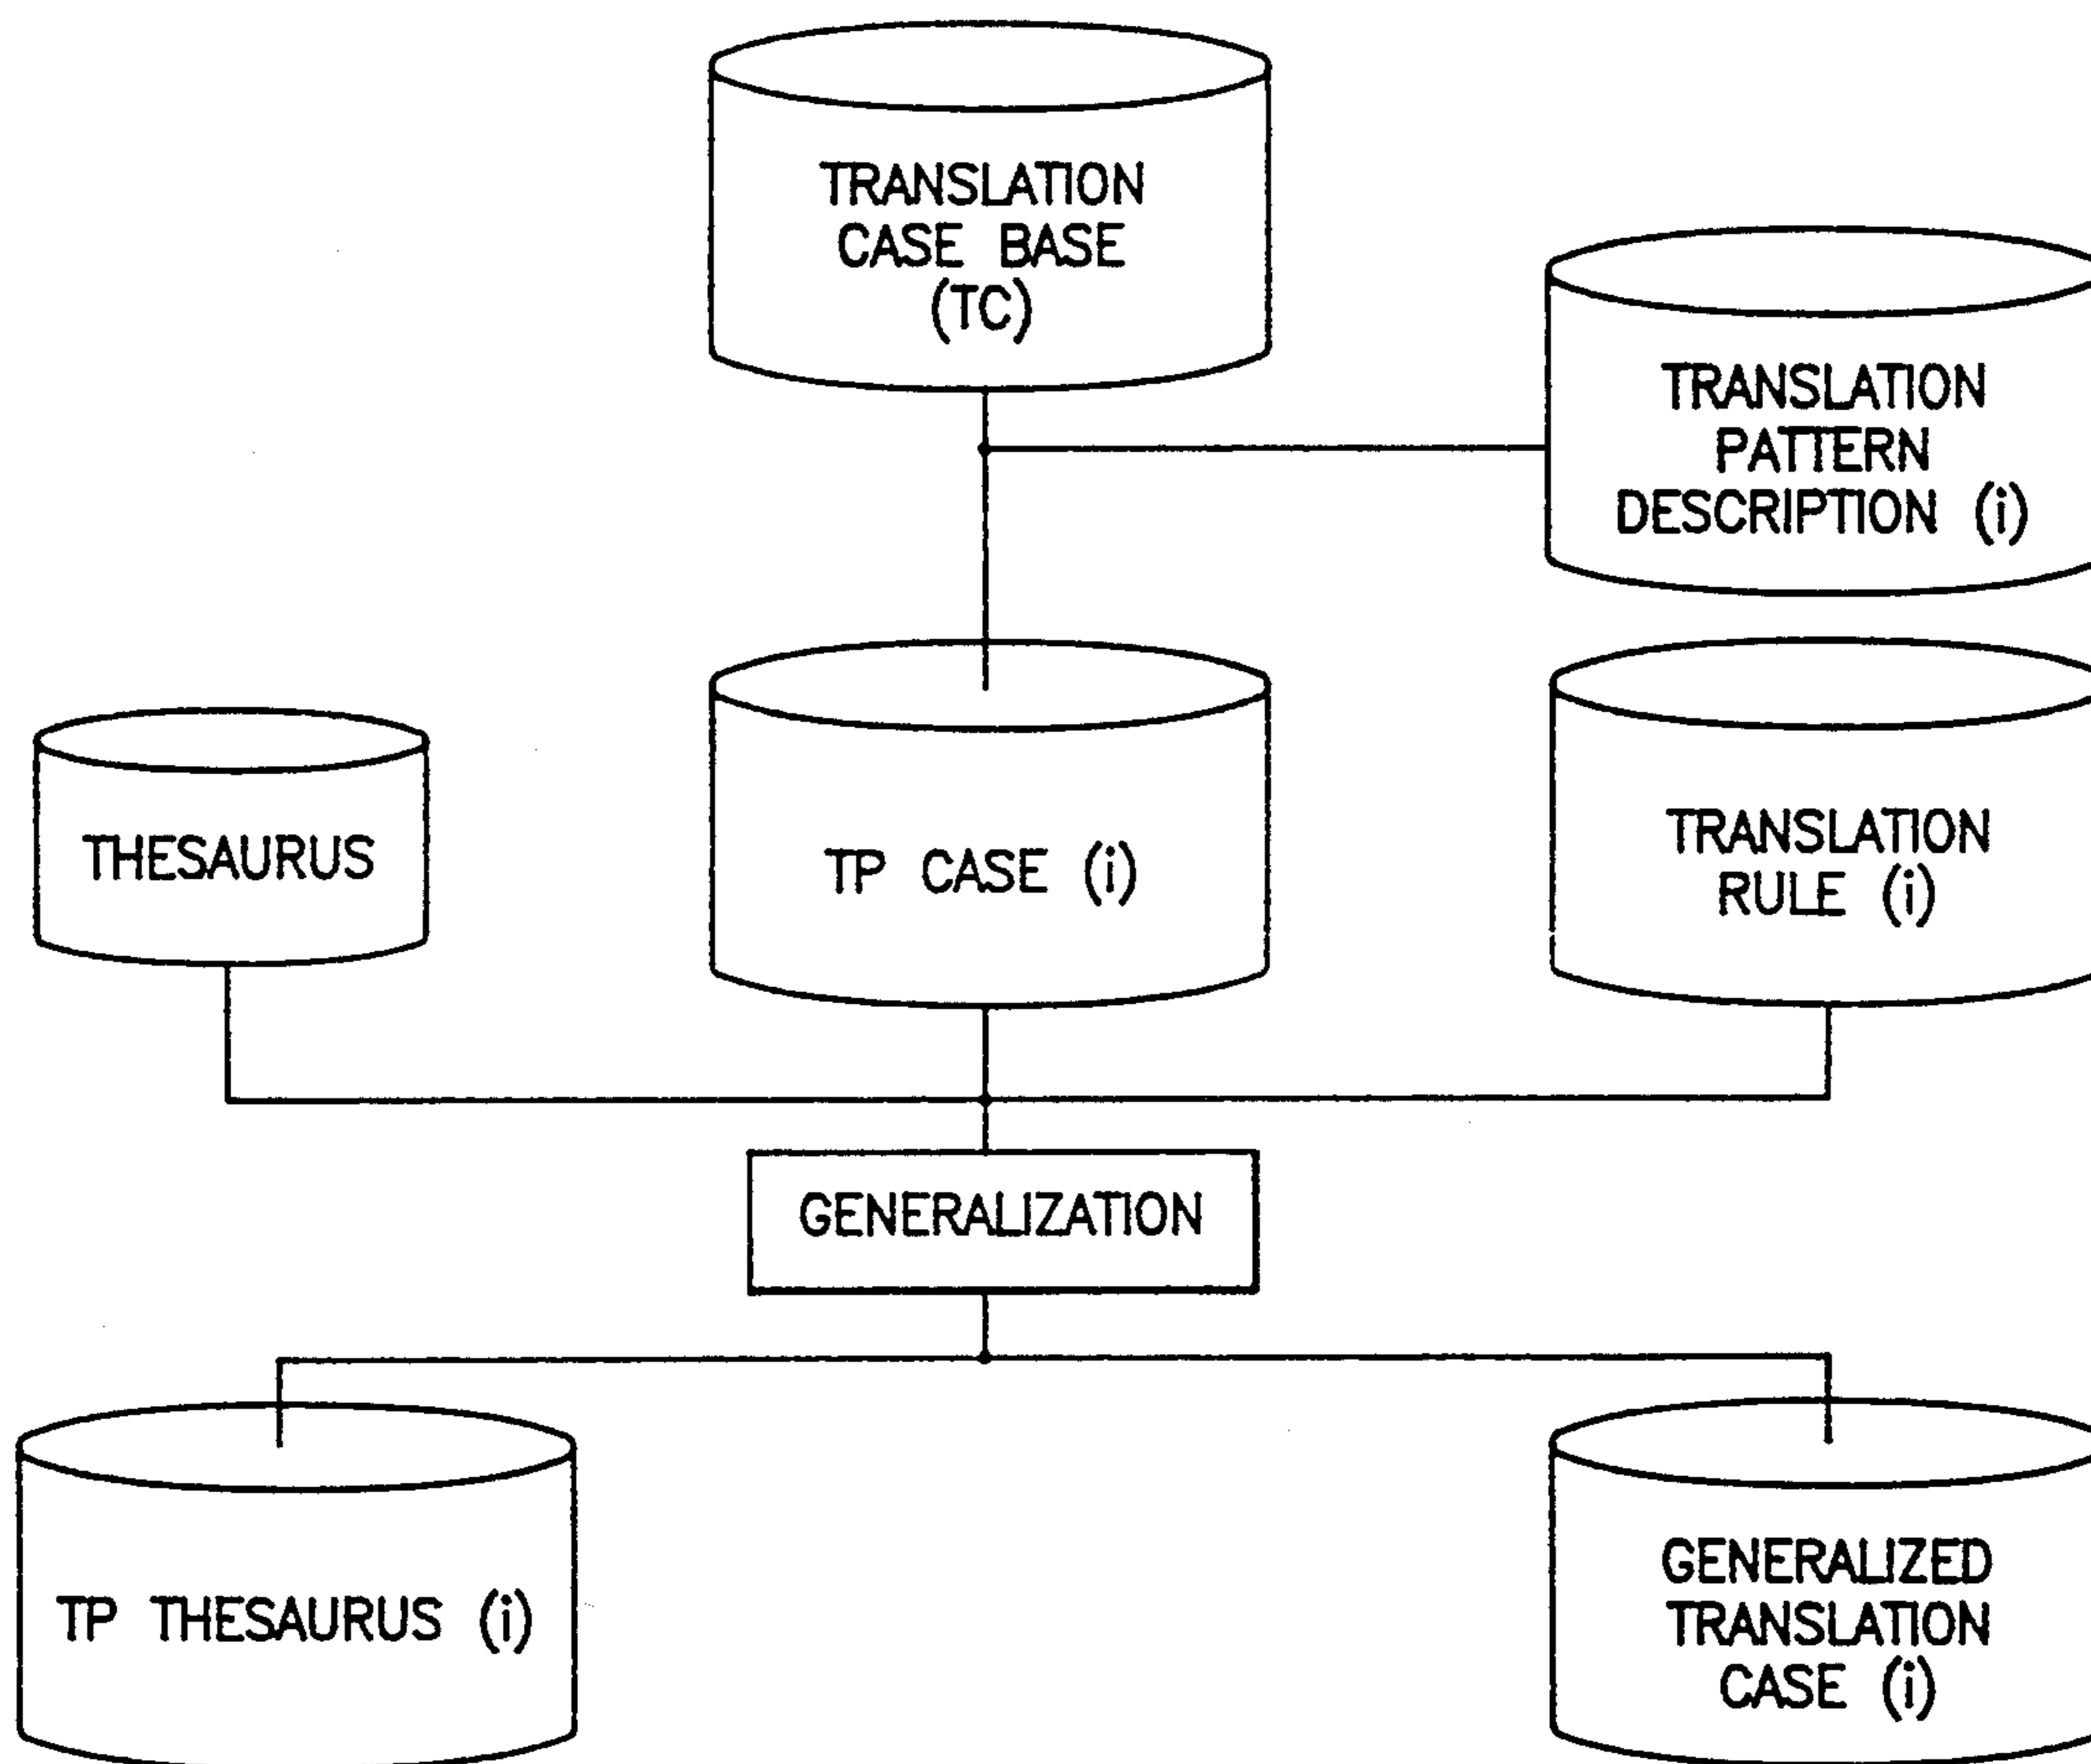 TRANSLATION
CASE BASE
(TC)
TRANSLATION
PATTERN
DESCRIPTION (i)
THESAURUS
TP CASE (i)
TRANSLATION
RULE (i)
GENERALIZATION
TP THESAURUS (i)
GENERALIZED
TRANSLATION
CASE (i)